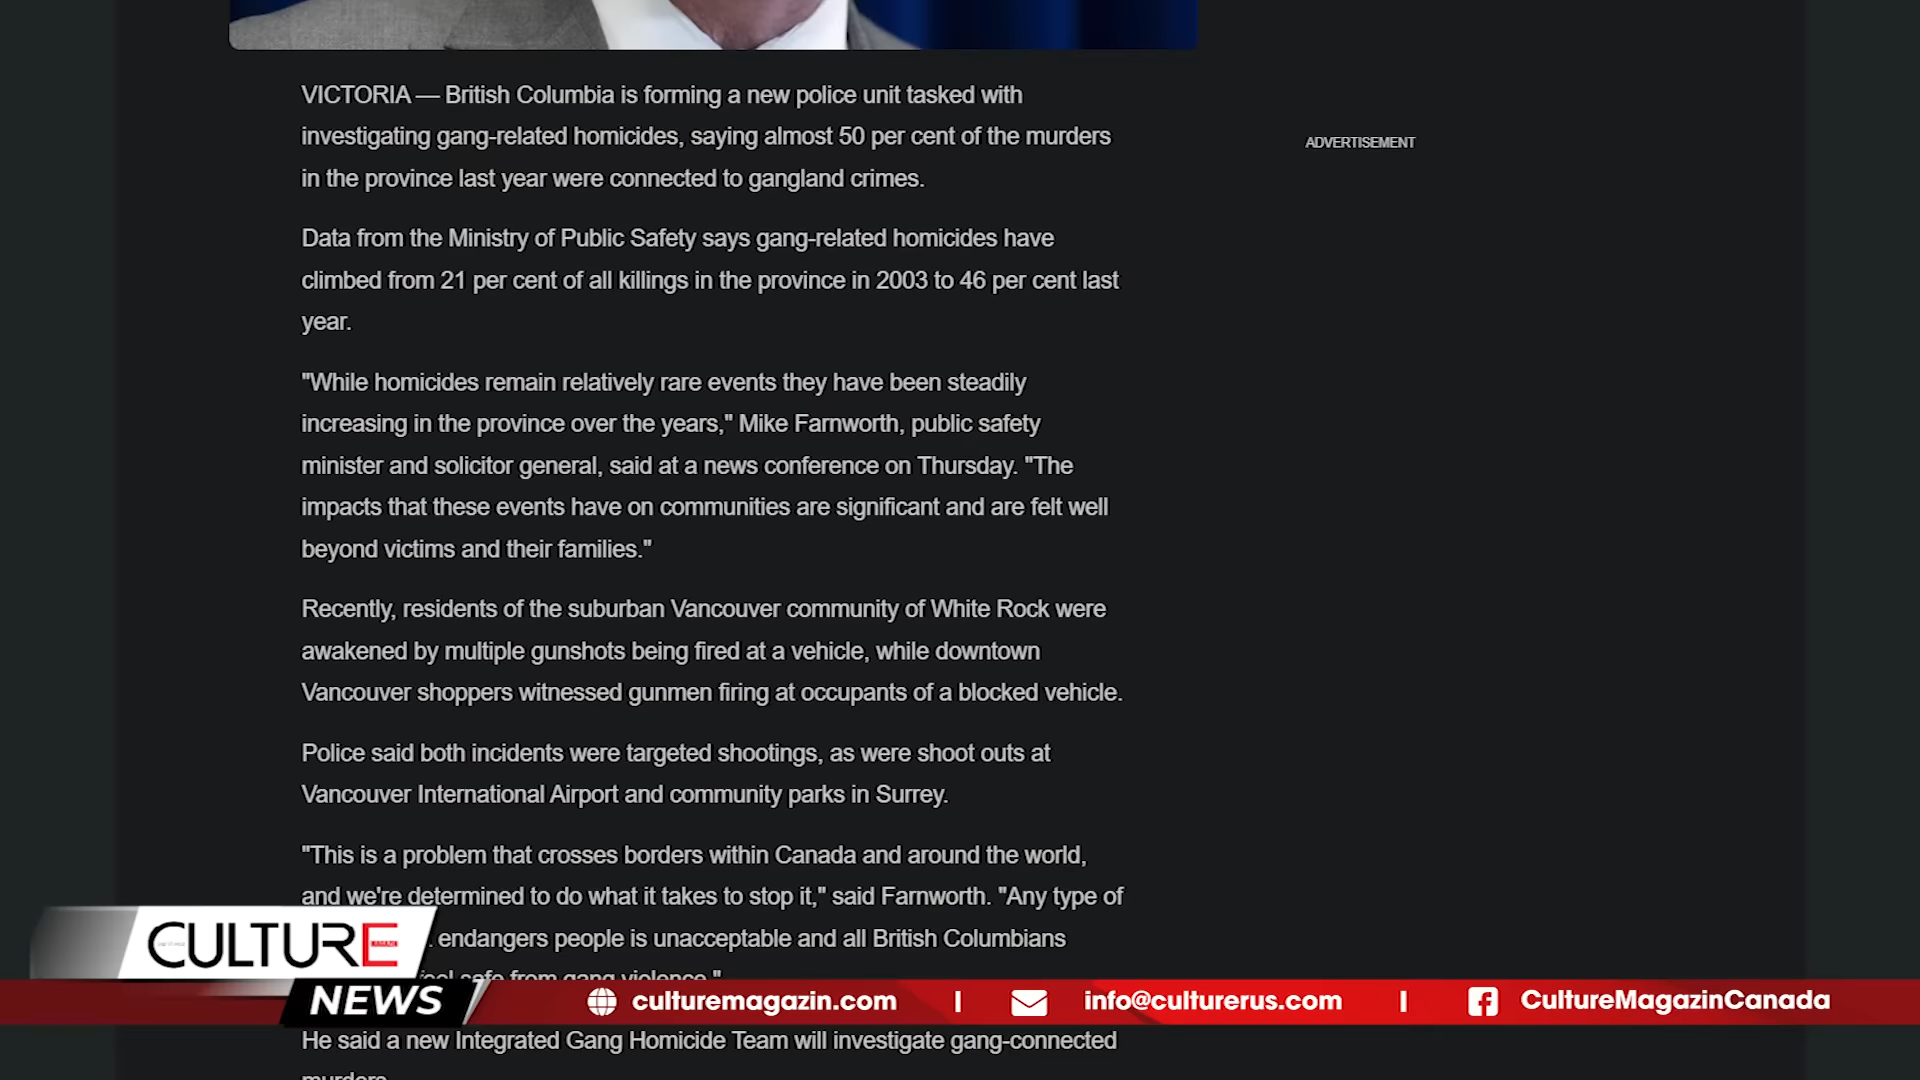 VICTORIA — British Columbia is forming a new police unit tasked with
investigating gang-related homicides, saying almost 50 per cent of the murders
in the province last year were connected to gangland crimes.
ADVERTISEMENT
Data from the Ministry of Public Safety says gang-related homicides have
climbed from 21 per cent of all killings in the province in 2003 to 46 per cent last
year.
"While homicides remain relatively rare events they have been steadily
increasing in the province over the years," Mike Farnworth, public safety
minister and solicitor general, said at a news conference on Thursday. "The
impacts that these events have on communities are significant and are felt well
beyond victims and their families."
Recently, residents of the suburban Vancouver community of White Rock were
awakened by multiple gunshots being fired at a vehicle, while downtown
Vancouver shoppers witnessed gunmen firing at occupants of a blocked vehicle.
Police said both incidents were targeted shootings, as were shoot outs at
Vancouver International Airport and community parks in Surrey.
"This is a problem that crosses borders within Canada and around the world,
and we're determined to do what it takes to stop it," said Farnworth. "Any type of
endangers people is unacceptable and all British Columbians
safe from gang violence."
CULTURE
NEWS
culturemagazin.com | info@culturerus.com | CultureMagazinCanada
He said a new Integrated Gang Homicide Team will investigate gang-connected
murders